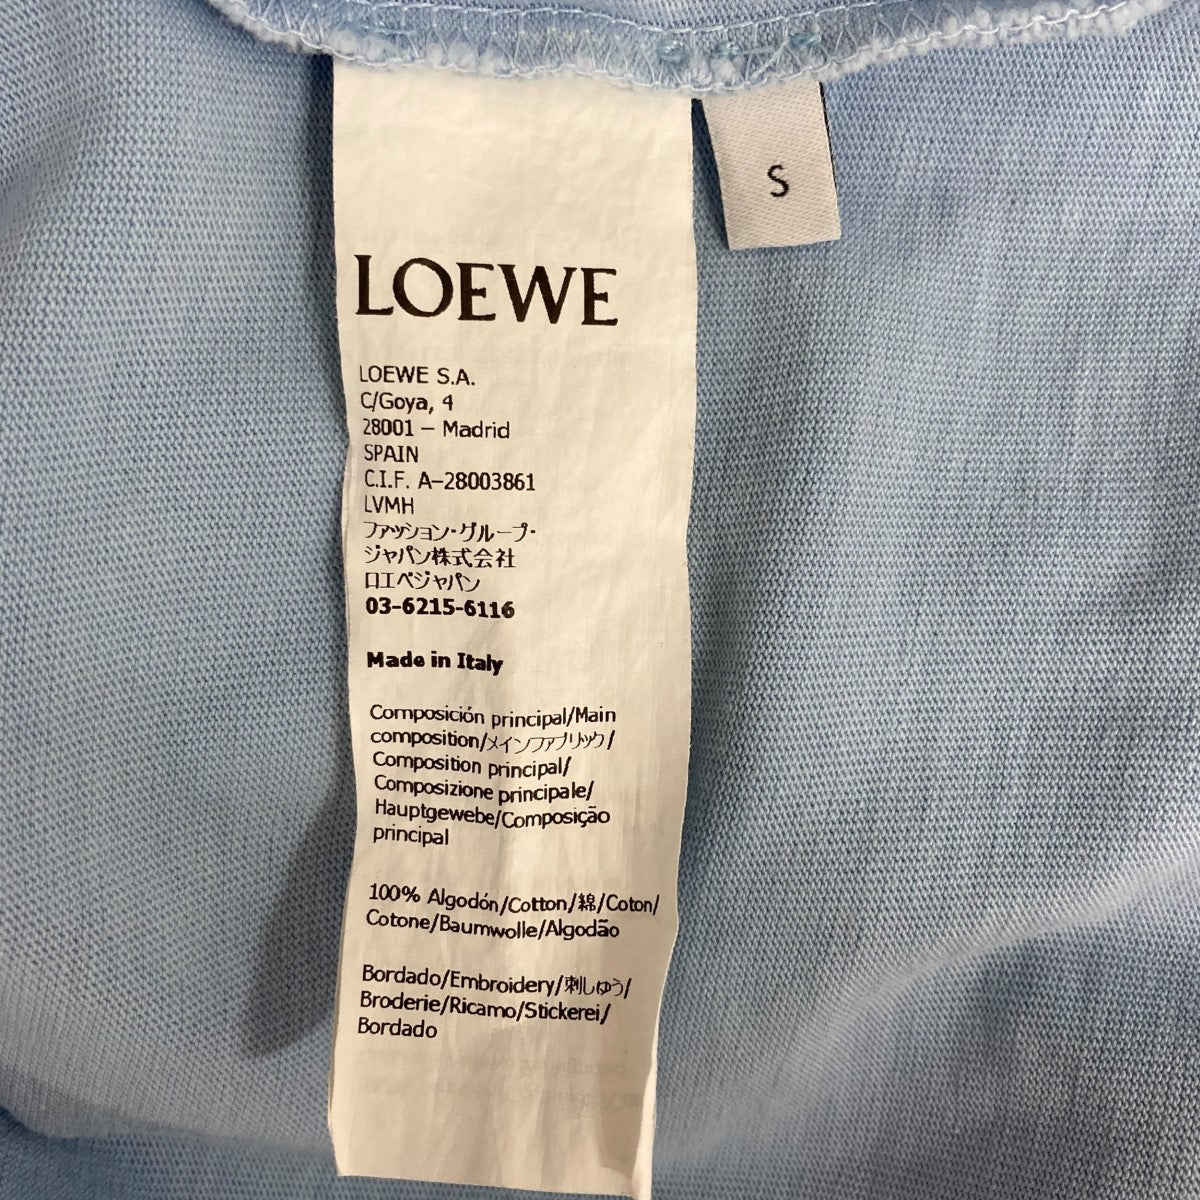 S
LOEWE
LOEWE S.A.
C/Goya, 4
28001 – Madrid
SPAIN
C.I.F. A–28003861
LVMH
ファッション・グループ・
ジャパン株式会社
ロエベジャパン
03-6215-6116
Made in Italy
Composición principal/Main
composition/メインファブリック/
Composition principal/
Composizione principale/
Hauptgewebe/Composição
principal
100% Algodón/Cotton/綿/Coton/
Cotone/Baumwolle/Algodão
Bordado/Embroidery/刺しゅう/
Broderie/Ricamo/Stickerei/
Bordado